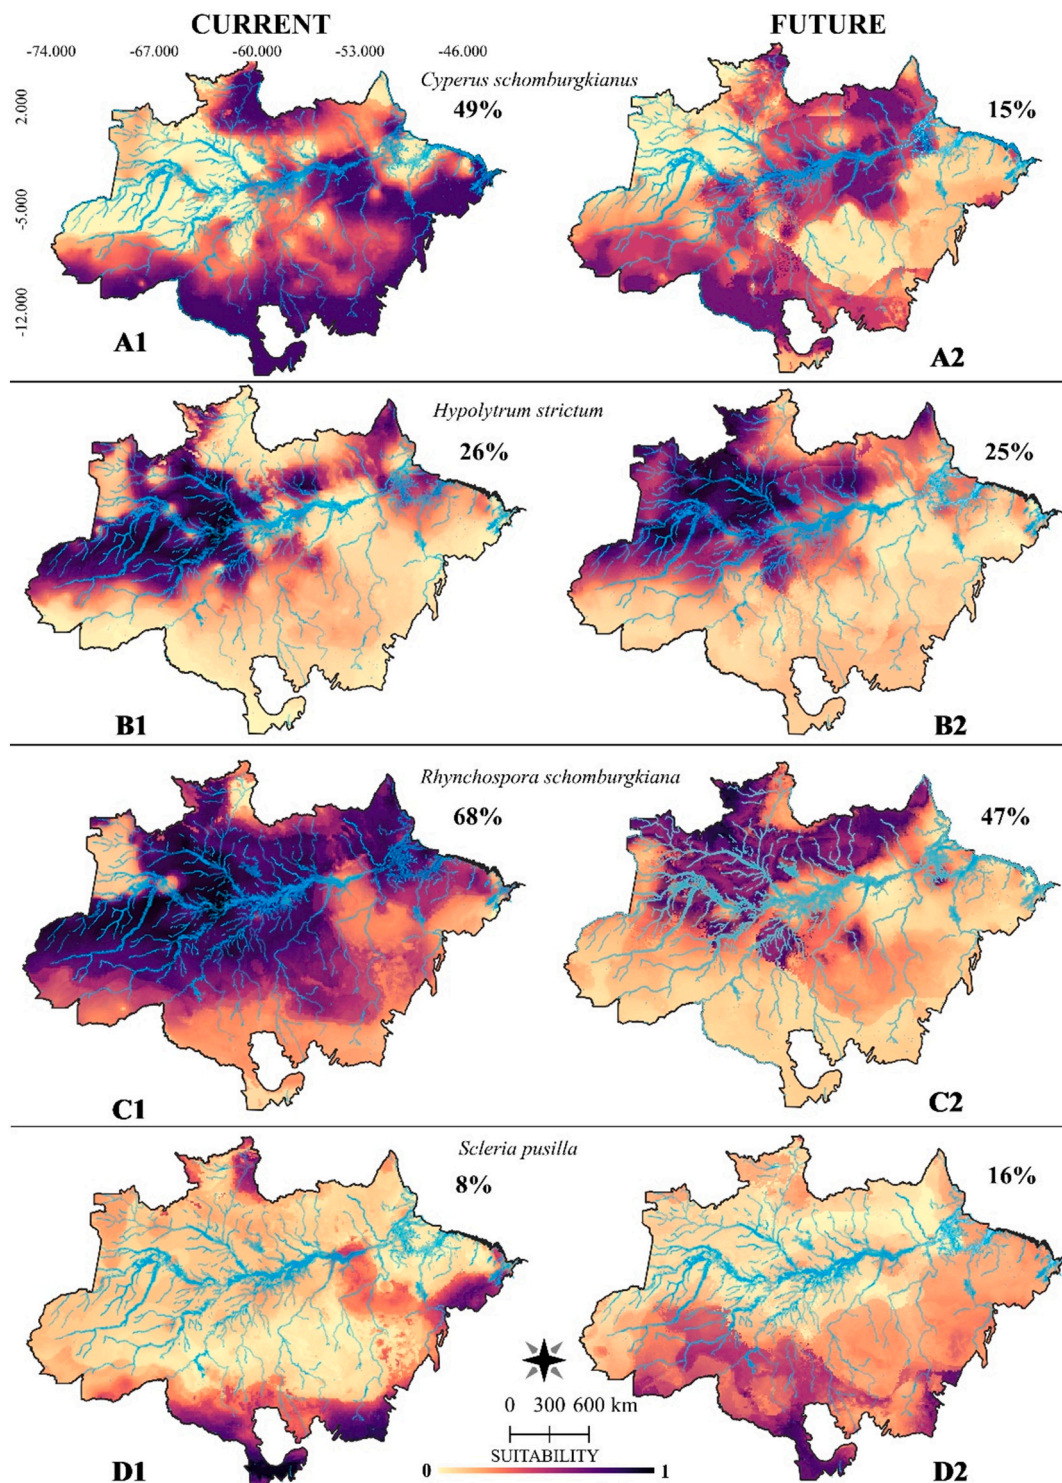 CURRENT FUTURE
-74.000 -67.000 -60.000 -53.000 -46.000
Cyperus schomburgkianus
49% 15%
2.000
-5.000
-12.000
A1 A2
Hypolytrum strictum
26% 25%
B1 B2
Rhynchospora schomburgkiana
68% 47%
C1 C2
Scleria pusilla
8% 16%
0 300 600 km
SUITABILITY
0 1
D1 D2